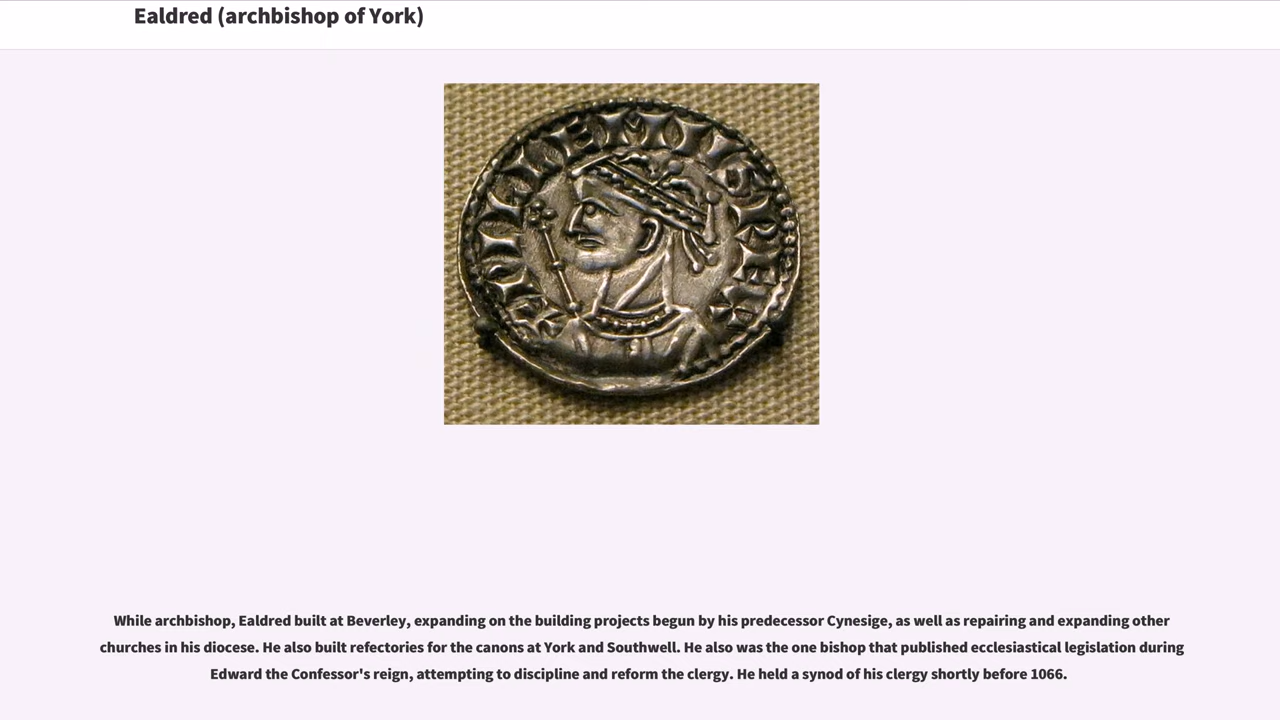 Ealdred (archbishop of York)
While archbishop, Ealdred built at Beverley, expanding on the building projects begun by his predecessor Cynesige, as well as repairing and expanding other
churches in his diocese. He also built refectories for the canons at York and Southwell. He also was the one bishop that published ecclesiastical legislation during
Edward the Confessor's reign, attempting to discipline and reform the clergy. He held a synod of his clergy shortly before 1066.